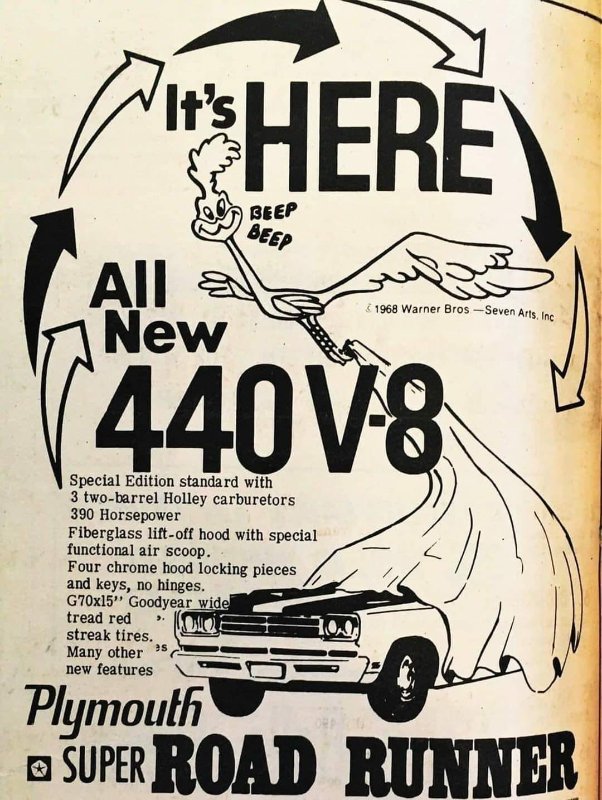 It's HERE
BEEP
BEEP
© 1968 Warner Bros — Seven Arts, Inc
All
New
440 V-8
Special Edition standard with
3 two-barrel Holley carburetors
390 Horsepower
Fiberglass lift-off hood with special
functional air scoop.
Four chrome hood locking pieces
and keys, no hinges.
G70x15" Goodyear wide
tread red
streak tires.
Many other
new features
Plymouth
SUPER ROAD RUNNER